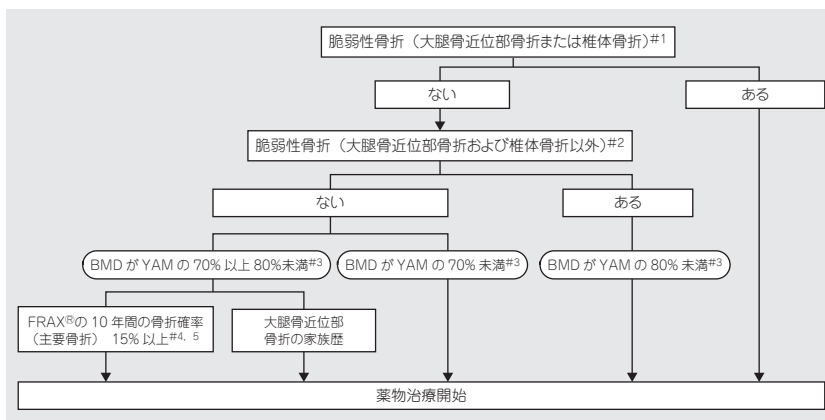 脆弱性骨折（大腿骨近位部骨折または椎体骨折）#1
ない
ある
脆弱性骨折（大腿骨近位部骨折および椎体骨折以外）#2
ない
ある
BMD が YAM の 70% 以上 80%未満#3
BMD が YAM の 70% 未満#3
BMD が YAM の 80% 未満#3
FRAX®の 10 年間の骨折確率
（主要骨折） 15% 以上#4, 5
大腿骨近位部
骨折の家族歴
薬物治療開始